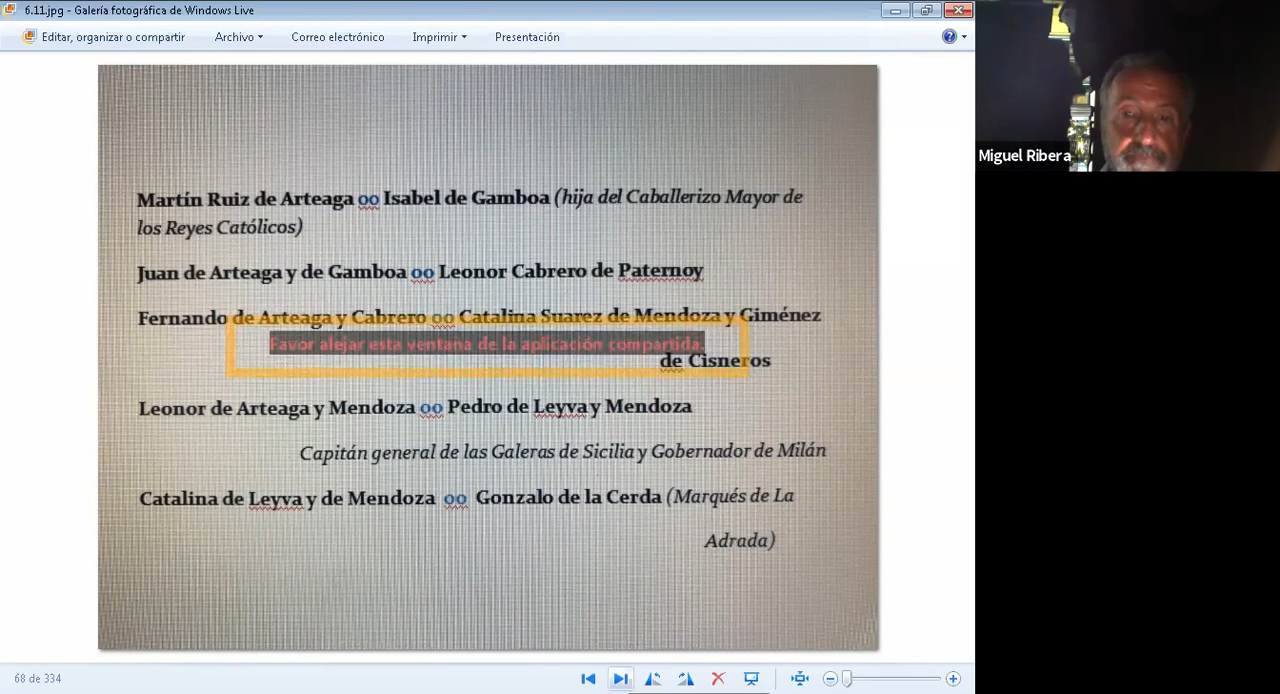 6.11.jpg - Galería fotográfica de Windows Live
Editar, organizar o compartir Archivo Correo electrónico Imprimir Presentación
Martín Ruiz de Arteaga oo Isabel de Gamboa (hija del Caballerizo Mayor de
los Reyes Católicos)
Juan de Arteaga y de Gamboa oo Leonor Cabrero de Paternoy
Fernando de Arteaga y Cabrero oo Catalina Suarez de Mendoza y Giménez
Favor alejar esta ventana de la aplicación compartida.
de Cisneros
Leonor de Arteaga y Mendoza oo Pedro de Leyva y Mendoza
Capitán general de las Galeras de Sicilia y Gobernador de Milán
Catalina de Leyva y de Mendoza oo Gonzalo de la Cerda (Marqués de La
Adrada)
68 de 334
Miguel Ribera